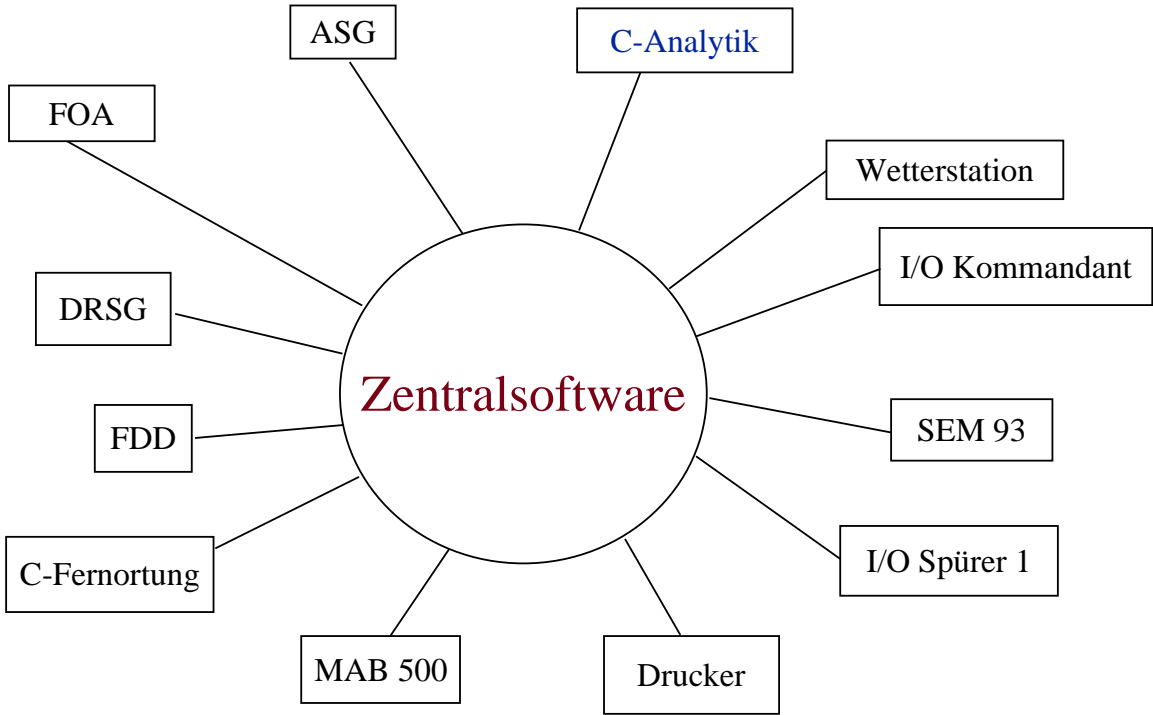 ASG
C-Analytik
FOA
Wetterstation
I/O Kommandant
DRSG
Zentralsoftware
FDD
SEM 93
C-Fernortung
I/O Spürer 1
MAB 500
Drucker